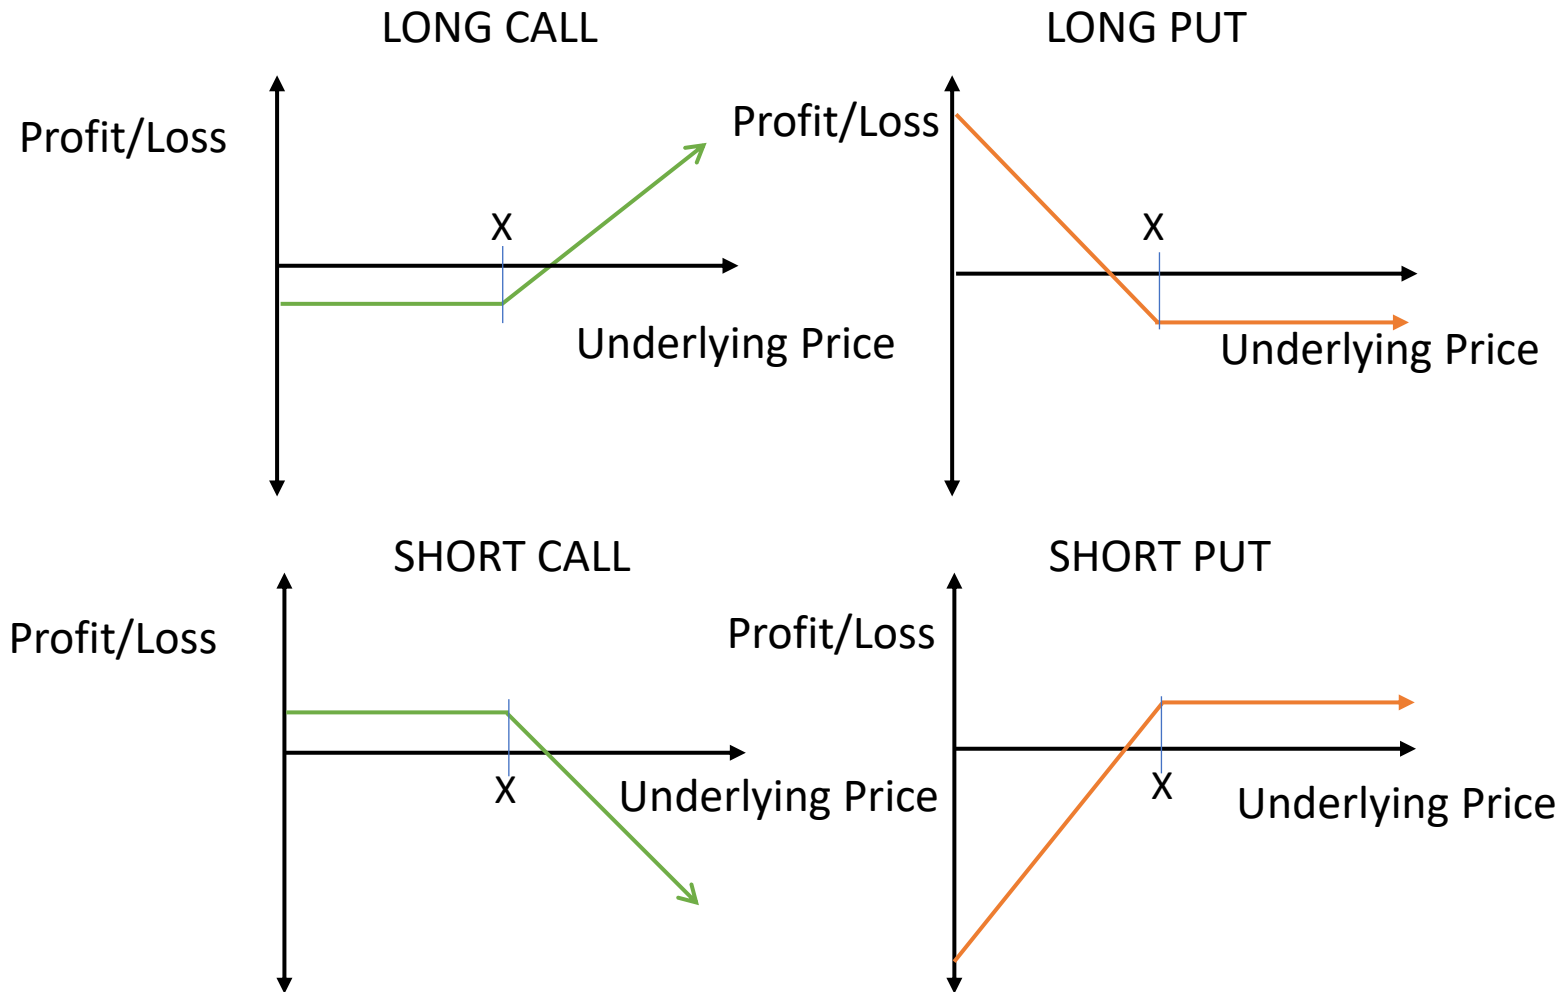 LONG CALL
Profit/Loss
X
Underlying Price
LONG PUT
Profit/Loss
X
Underlying Price
SHORT CALL
Profit/Loss
X
Underlying Price
SHORT PUT
Profit/Loss
X
Underlying Price